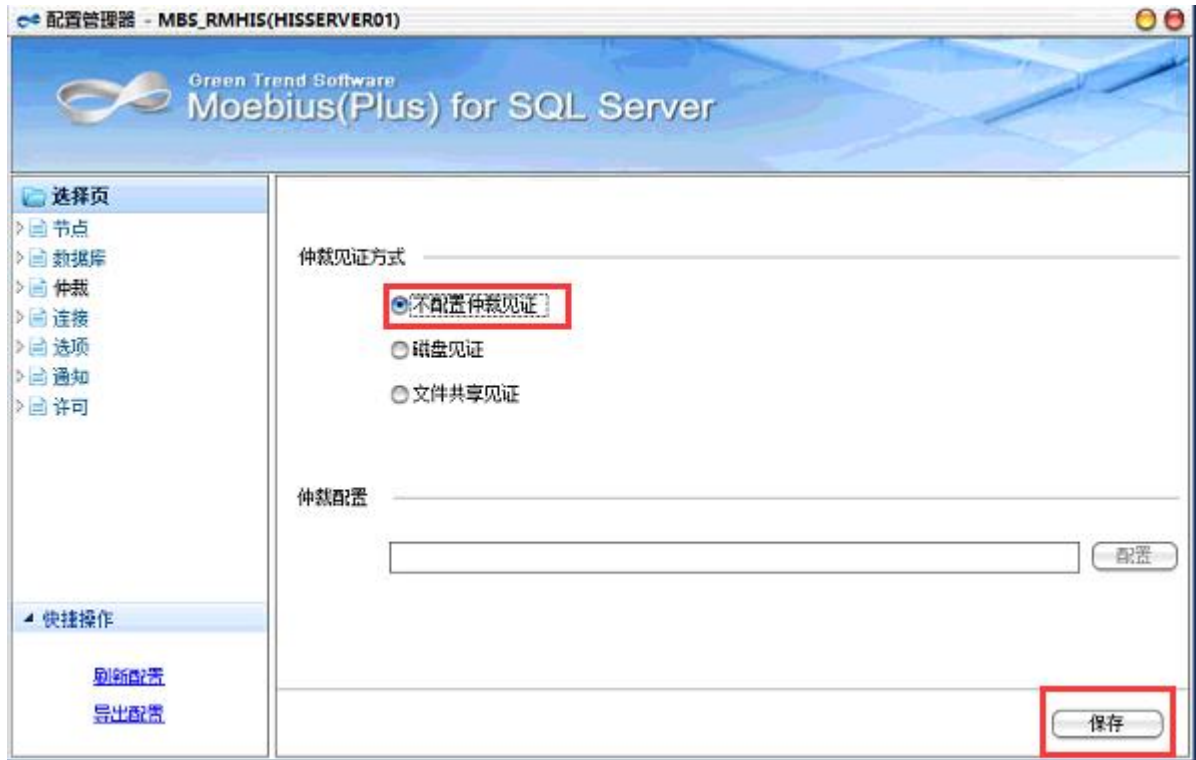 配置管理器 - MBS_RMHIS(HISSERVER01)
Green Trend Software
Moebius(Plus) for SQL Server
选择页
节点
数据库
仲裁
连接
选项
通知
许可
仲裁见证方式
不配置仲裁见证
磁盘见证
文件共享见证
仲裁配置
配置
快捷操作
刷新配置
导出配置
保存